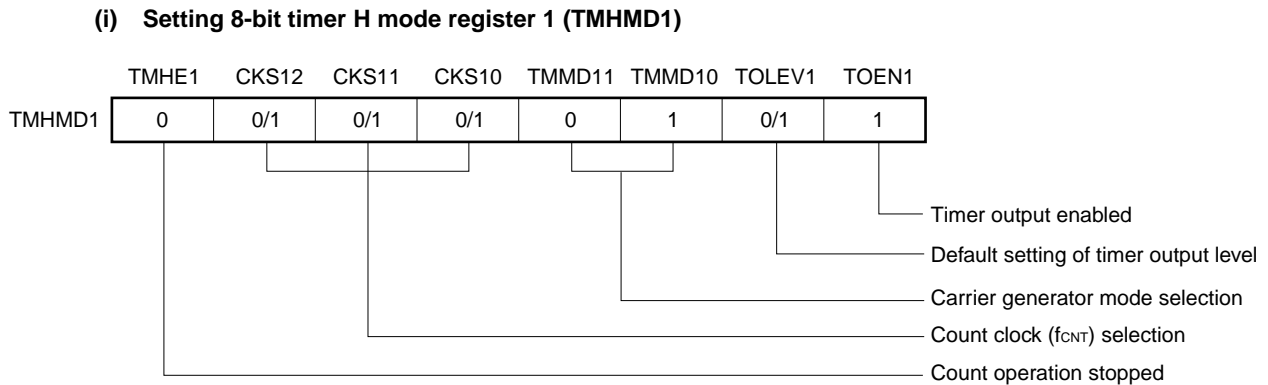 (i) Setting 8-bit timer H mode register 1 (TMHMD1)
TMHE1 CKS12 CKS11 CKS10 TMMD11 TMMD10 TOLEV1 TOEN1
TMHMD1 0 0/1 0/1 0/1 0 1 0/1 1
Timer output enabled
Default setting of timer output level
Carrier generator mode selection
Count clock (fCNT) selection
Count operation stopped